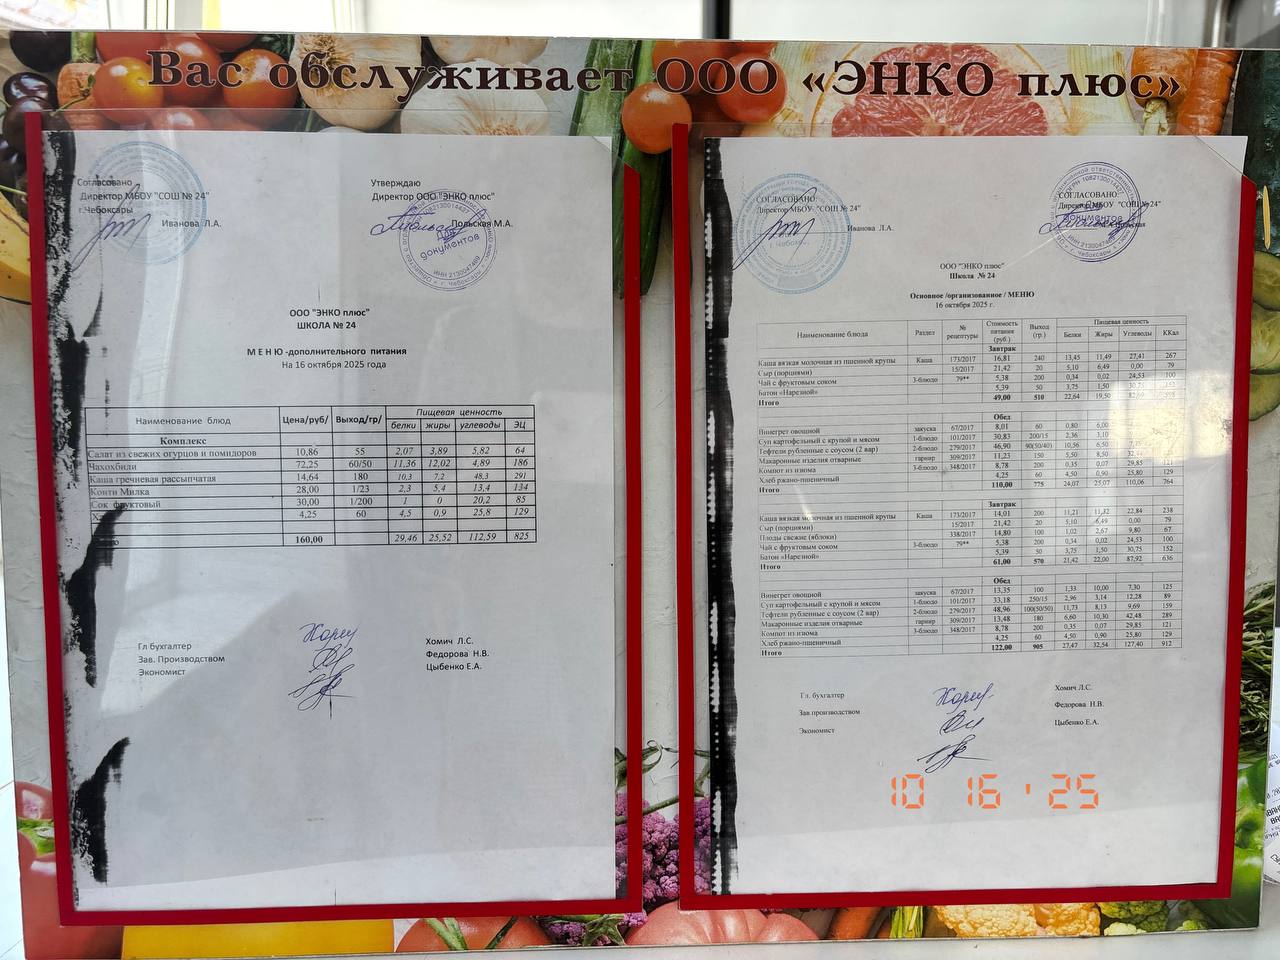 Вас обслуживает ООО «ЭНКО плюс»
Согласовано
Директор МБОУ "СОШ № 24"
г.Чебоксары
Иванова Л.А.
Утверждаю
Директор ООО "ЭНКО плюс"
Польская М.А.
Для документов
ООО "ЭНКО плюс"
ШКОЛА № 24
М Е Н Ю -дополнительного питания
На 16 октября 2025 года
Наименование блюд Цена/руб/ Выход/гр/ Пищевая ценность
белки жиры углеводы ЭЦ
Комплекс
Салат из свежих огурцов и помидоров 10,86 55 2,07 3,89 5,82 64
Чахохбили 72,25 60/50 11,36 12,02 4,89 186
Каша гречневая рассыпчатая 14,64 180 10,3 7,2 48,3 291
Конти Милка 28,00 1/23 2,3 5,4 13,4 134
Сок фруктовый 30,00 1/200 1 0 20,2 85
4,25 60 4,5 0,9 25,8 129
160,00 29,46 25,52 112,59 825
Гл бухгалтер Хомич Л.С.
Зав. Производством Федорова Н.В.
Экономист Цыбенко Е.А.
СОГЛАСОВАНО:
Директор МБОУ "СОШ № 24"
Иванова Л.А.
СОГЛАСОВАНО:
Директор МБОУ "СОШ № 24"
Для документов
ООО "ЭНКО плюс"
Школа № 24
Основное /организованное / МЕНЮ
16 октября 2025 г.
Наименование блюда Раздел № рецептуры Стоимость питания (руб.) Выход (гр.) Пищевая ценность
Белки Жиры Углеводы ККал
Завтрак
Каша вязкая молочная из пшенной крупы Каша 173/2017 16,81 240 13,45 11,49 27,41 267
Сыр (порциями) 15/2017 21,42 20 5,10 6,49 0,00 79
Чай с фруктовым соком 3-блюдо 79** 5,38 200 0,34 0,02 24,53 100
Батон «Нарезной» 5,39 50 3,75 1,50 30,75 152
Итого 49,00 510 22,64 19,50
Обед
Винегрет овощной закуска 67/2017 8,01 60 0,80 6,00
Суп картофельный с крупой и мясом 1-блюдо 101/2017 30,83 200/15 2,36 3,10
Тефтели рубленные с соусом (2 вар) 2-блюдо 279/2017 46,90 90(50/40) 10,56 6,50
Макаронные изделия отварные гарнир 309/2017 11,23 150 5,50 8,50
Компот из изюма 3-блюдо 348/2017 8,78 200 0,35 0,07 29,85 121
Хлеб ржано-пшеничный 4,25 60 4,50 0,90 25,80 129
Итого 110,00 775 24,07 25,07 110,06 764
Завтрак
Каша вязкая молочная из пшенной крупы Каша 173/2017 14,01 200 11,21 11,32 22,84 238
Сыр (порциями) 15/2017 21,42 20 5,10 6,49 0,00 79
Плоды свежие (яблоки) 338/2017 14,80 100 1,02 2,67 9,80 67
Чай с фруктовым соком 3-блюдо 79** 5,38 200 0,34 0,02 24,53 100
Батон «Нарезной» 5,39 50 3,75 1,50 30,75 152
Итого 61,00 570 21,42 22,00 87,92 636
Обед
Винегрет овощной закуска 67/2017 13,35 100 1,33 10,00 7,30 125
Суп картофельный с крупой и мясом 1-блюдо 101/2017 33,18 250/15 2,96 3,14 12,28 89
Тефтели рубленные с соусом (2 вар) 2-блюдо 279/2017 48,96 100(50/50) 11,73 8,13 9,69 159
Макаронные изделия отварные гарнир 309/2017 13,48 180 6,60 10,30 42,48 289
Компот из изюма 3-блюдо 348/2017 8,78 200 0,35 0,07 29,85 121
Хлеб ржано-пшеничный 4,25 60 4,50 0,90 25,80 129
Итого 122,00 905 27,47 32,54 127,40 912
Гл. бухгалтер Хомич Л.С.
Зав производством Федорова Н.В.
Экономист Цыбенко Е.А.
10 16 ' 25